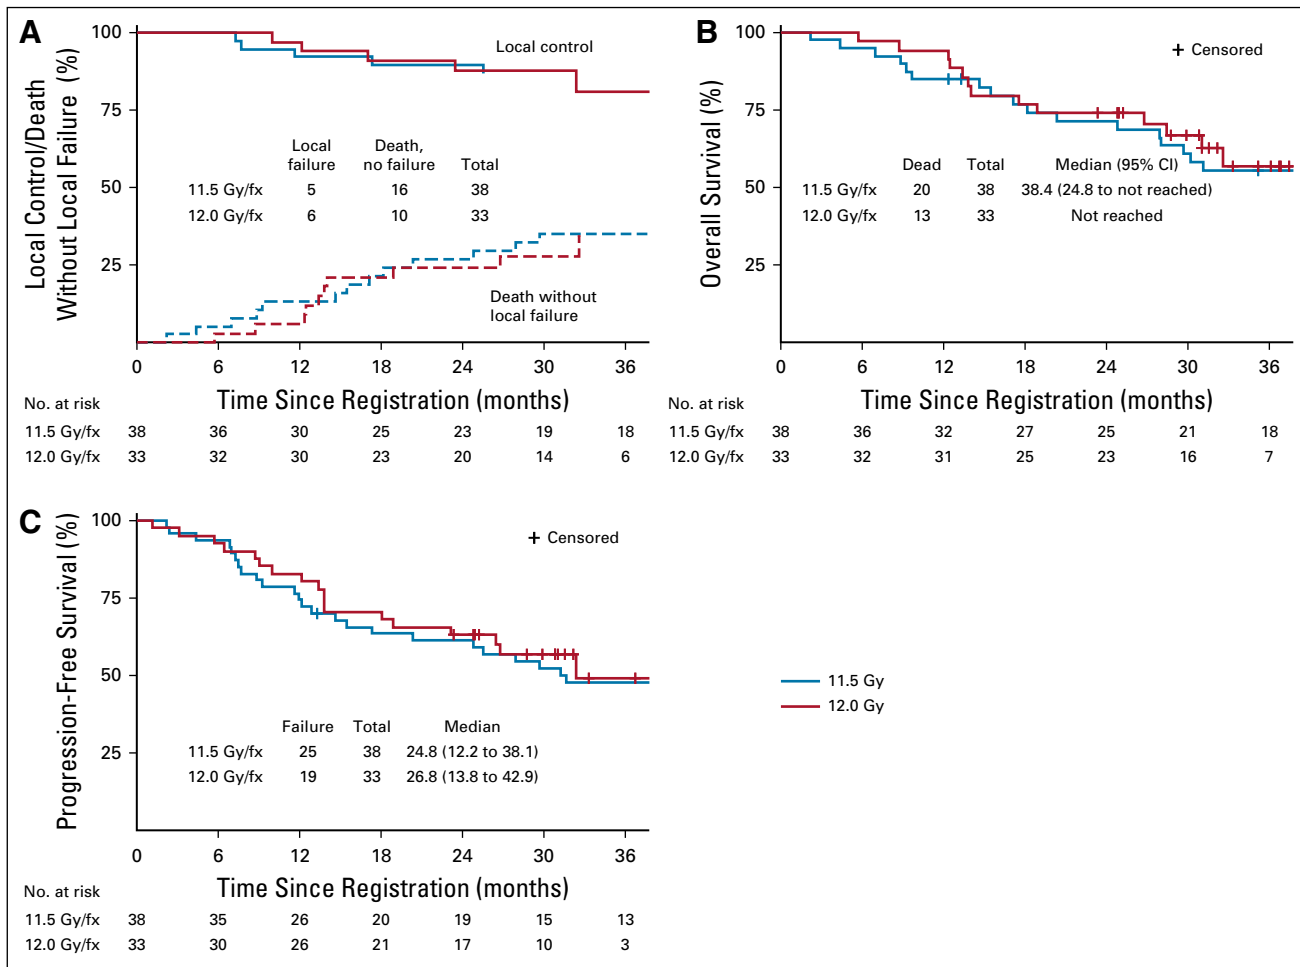 A
Local Control/Death
Without Local Failure (%)
100
75
50
25
Local control
Local failure Death, no failure Total
11.5 Gy/fx 5 16 38
12.0 Gy/fx 6 10 33
Death without
local failure
0 6 12 18 24 30 36
Time Since Registration (months)
No. at risk
11.5 Gy/fx 38 36 30 25 23 19 18
12.0 Gy/fx 33 32 30 23 20 14 6
B
Overall Survival (%)
100
75
50
25
+ Censored
Dead Total Median (95% CI)
11.5 Gy/fx 20 38 38.4 (24.8 to not reached)
12.0 Gy/fx 13 33 Not reached
0 6 12 18 24 30 36
Time Since Registration (months)
No. at risk
11.5 Gy/fx 38 36 32 27 25 21 18
12.0 Gy/fx 33 32 31 25 23 16 7
C
Progression-Free Survival (%)
100
75
50
25
+ Censored
Failure Total Median
11.5 Gy/fx 25 38 24.8 (12.2 to 38.1)
12.0 Gy/fx 19 33 26.8 (13.8 to 42.9)
0 6 12 18 24 30 36
Time Since Registration (months)
No. at risk
11.5 Gy/fx 38 35 26 20 19 15 13
12.0 Gy/fx 33 30 26 21 17 10 3
11.5 Gy
12.0 Gy